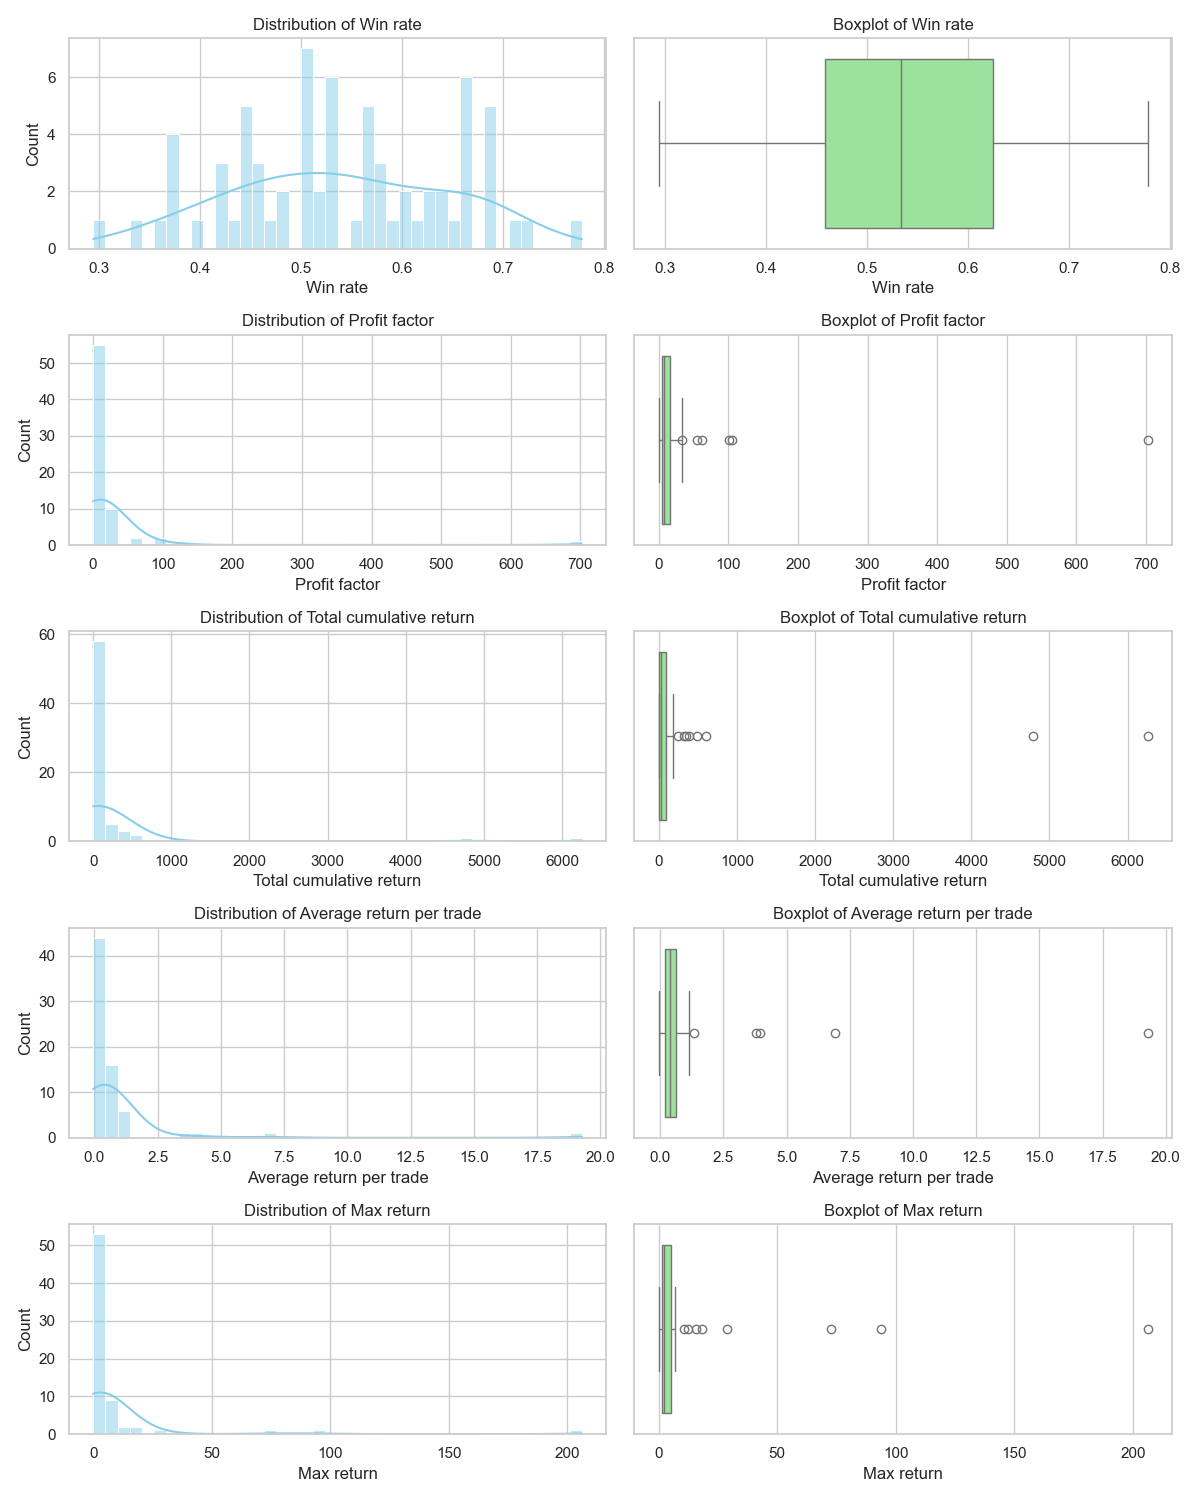 Distribution of Win rate
Boxplot of Win rate
Count
6
4
2
0
0.3 0.4 0.5 0.6 0.7 0.8
Win rate
0.3 0.4 0.5 0.6 0.7 0.8
Win rate
Distribution of Profit factor
Boxplot of Profit factor
Count
50
40
30
20
10
0
0 100 200 300 400 500 600 700
Profit factor
0 100 200 300 400 500 600 700
Profit factor
Distribution of Total cumulative return
Boxplot of Total cumulative return
Count
60
40
20
0
0 1000 2000 3000 4000 5000 6000
Total cumulative return
0 1000 2000 3000 4000 5000 6000
Total cumulative return
Distribution of Average return per trade
Boxplot of Average return per trade
Count
40
30
20
10
0
0.0 2.5 5.0 7.5 10.0 12.5 15.0 17.5 20.0
Average return per trade
0.0 2.5 5.0 7.5 10.0 12.5 15.0 17.5 20.0
Average return per trade
Distribution of Max return
Boxplot of Max return
Count
50
40
30
20
10
0
0 50 100 150 200
Max return
0 50 100 150 200
Max return